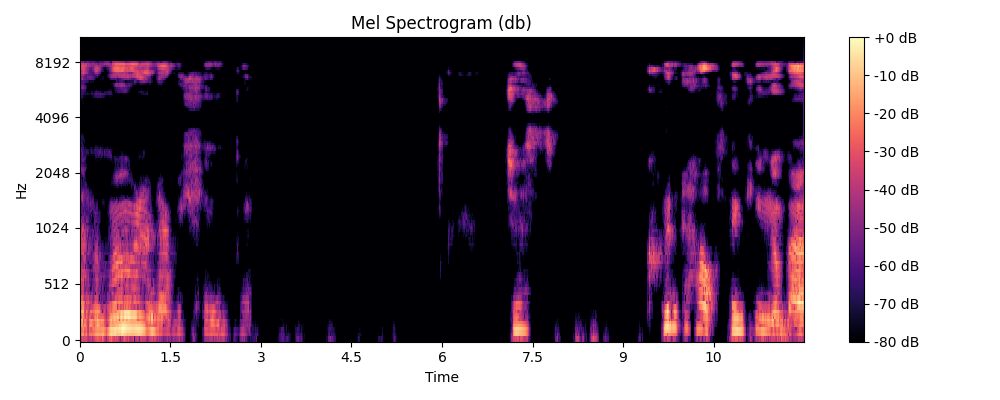 Mel Spectrogram (db)
+0 dB
8192
-10 dB
4096
-20 dB
-30 dB
2048
Hz
-40 dB
1024
-50 dB
512
-60 dB
-70 dB
0
-80 dB
0 1.5 3 4.5 6 7.5 9 10
Time